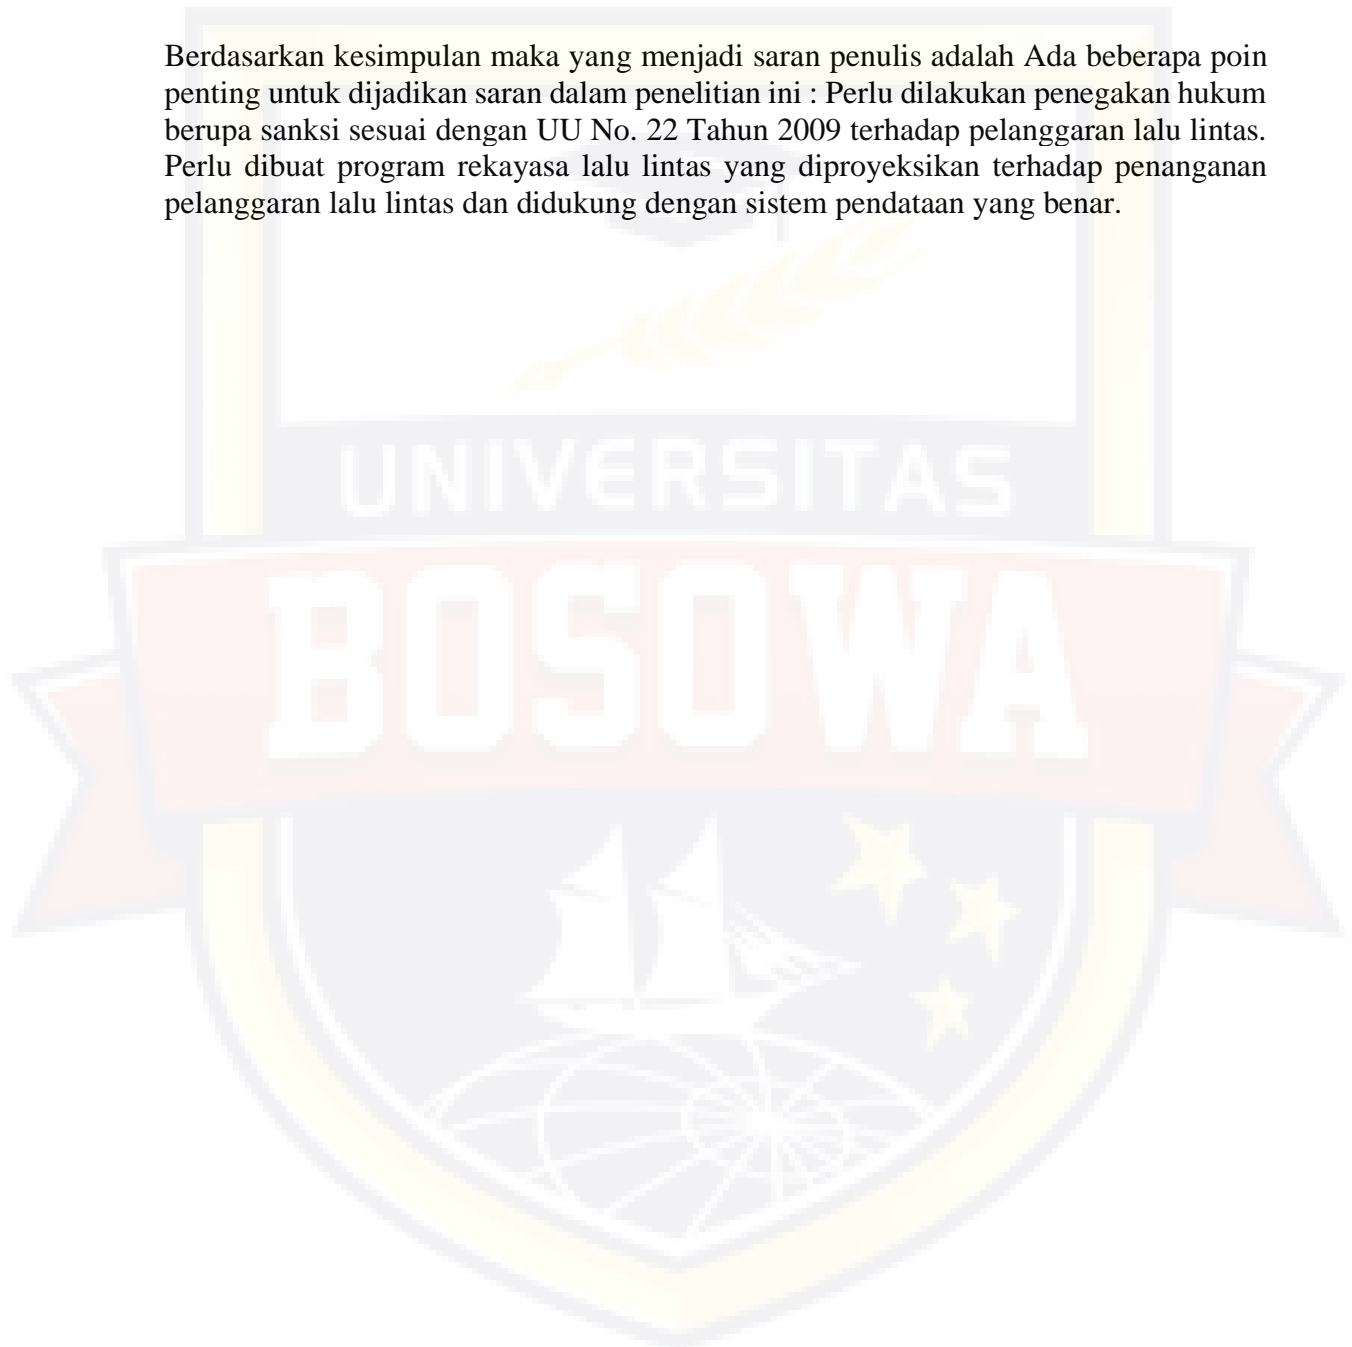 Berdasarkan kesimpulan maka yang menjadi saran penulis adalah Ada beberapa poin
penting untuk dijadikan saran dalam penelitian ini : Perlu dilakukan penegakan hukum
berupa sanksi sesuai dengan UU No. 22 Tahun 2009 terhadap pelanggaran lalu lintas.
Perlu dibuat program rekayasa lalu lintas yang diproyeksikan terhadap penanganan
pelanggaran lalu lintas dan didukung dengan sistem pendataan yang benar.
UNIVERSITAS
BOSOWA